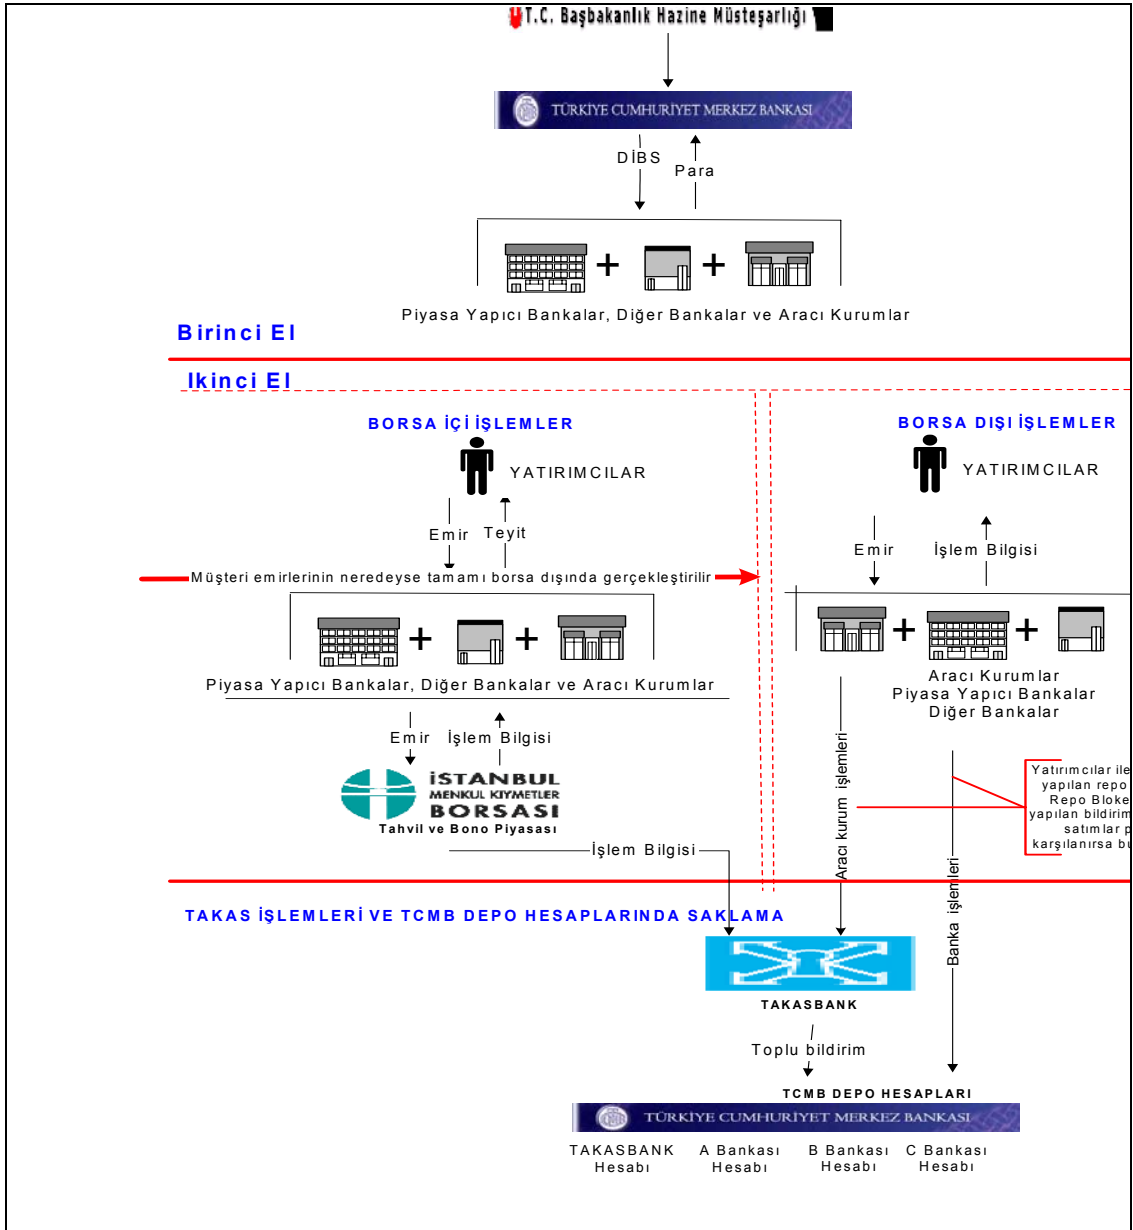 T.C. Başbakanlık Hazine Müsteşarlığı
TÜRKİYE CUMHURİYET MERKEZ BANKASI
DİBS
Para
Piyasa Yapıcı Bankalar, Diğer Bankalar ve Aracı Kurumlar
Birinci El
Ikinci El
BORSA İÇİ İŞLEMLER
BORSA DIŞI İŞLEMLER
YATIRIMCILAR
YATIRIMCILAR
Emir
Teyit
Emir
İşlem Bilgisi
Müşteri emirlerinin neredeyse tamamı borsa dışında gerçekleştirilir
Piyasa Yapıcı Bankalar, Diğer Bankalar ve Aracı Kurumlar
Aracı Kurumlar
Piyasa Yapıcı Bankalar
Diğer Bankalar
Emir
İşlem Bilgisi
İSTANBUL
MENKUL KIYMETLER
BORSASI
Tahvil ve Bono Piyasası
Aracı kurum işlemleri
Yatırımcılar ile
yapılan repo
Repo Bloke
yapılan bildirim
satımlar p
karşılanırsa bu
İşlem Bilgisi
Banka işlemleri
TAKAS İŞLEMLERİ VE TCMB DEPO HESAPLARINDA SAKLAMA
TAKASBANK
Toplu bildirim
TCMB DEPO HESAPLARI
TÜRKİYE CUMHURİYET MERKEZ BANKASI
TAKASBANK Hesabı
A Bankası Hesabı
B Bankası Hesabı
C Bankası Hesabı